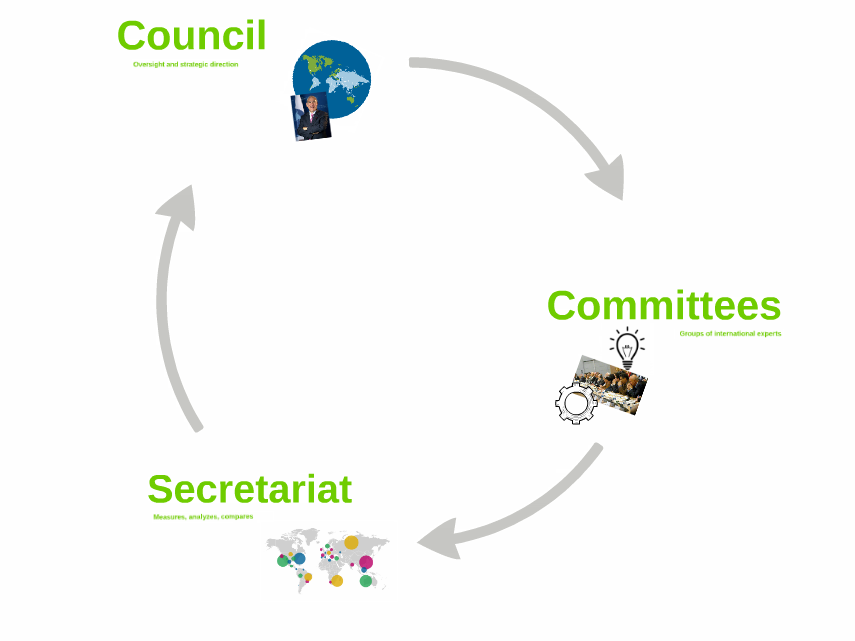 Council
Oversight and strategic direction
Committees
Groups of international experts
Secretariat
Measures, analyzes, compares